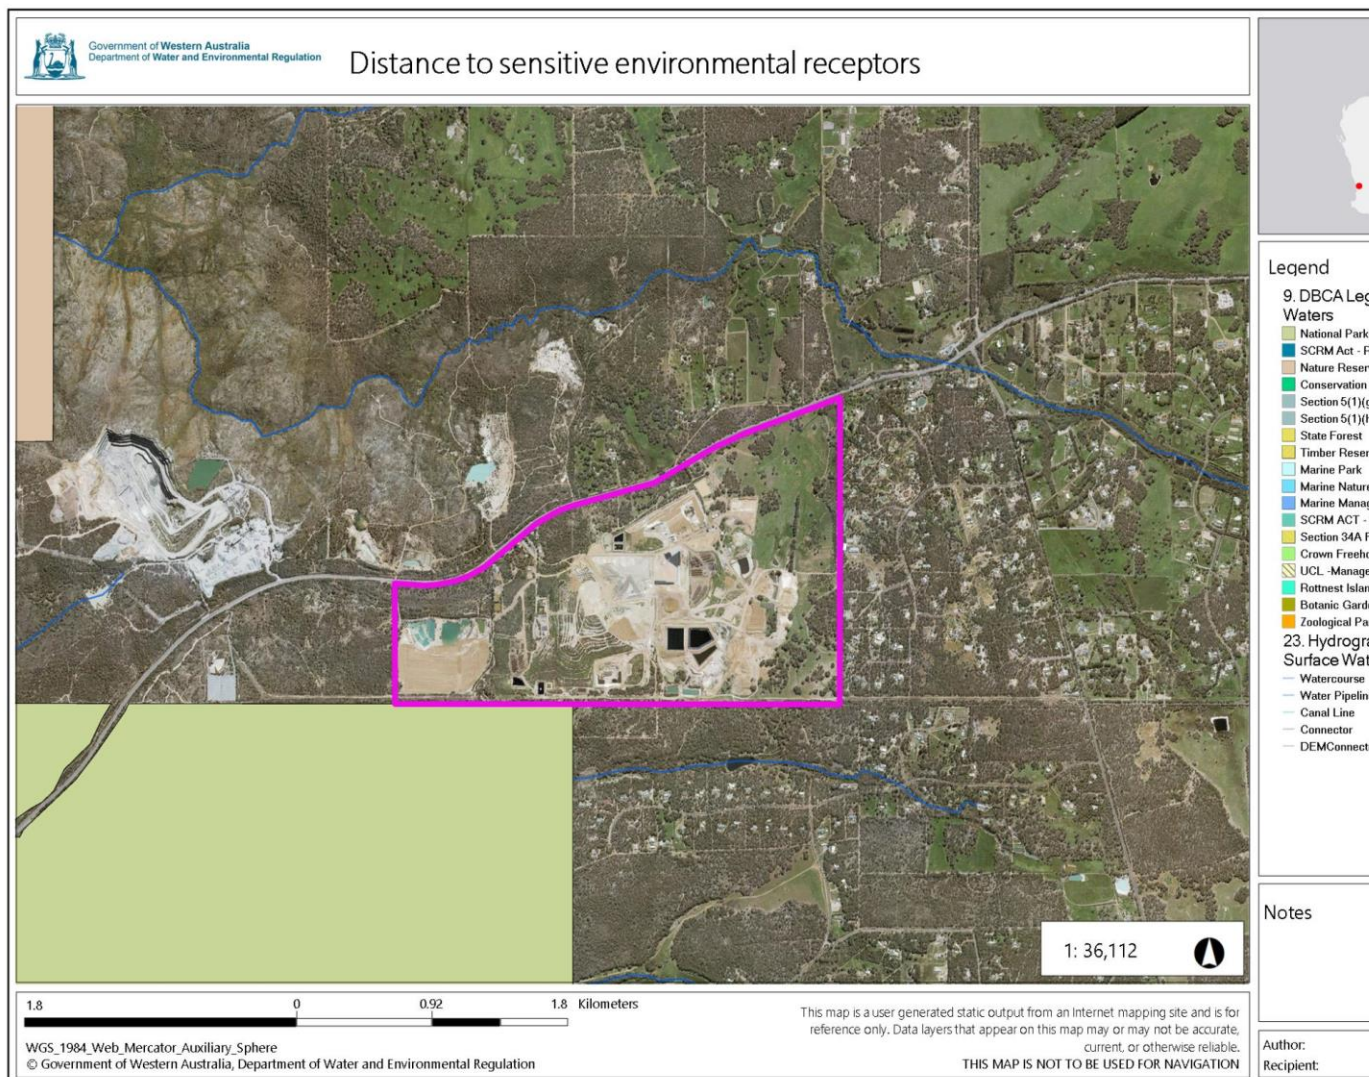 Government of Western Australia
Department of Water and Environmental Regulation
Distance to sensitive environmental receptors
Legend
9. DBCA Leg
Waters
National Park
SCRM Act - P
Nature Reserv
Conservation
Section 5(1)(g
Section 5(1)(h
State Forest
Timber Reser
Marine Park
Marine Nature
Marine Manag
SCRM ACT -
Section 34A F
Crown Freeho
UCL -Manage
Rottnest Islan
Botanic Garde
Zoological Pa
23. Hydrogra
Surface Wat
Watercourse
Water Pipelin
Canal Line
Connector
DEMConnect
1: 36,112
Notes
1.8 0 0.92 1.8 Kilometers
WGS_1984_Web_Mercator_Auxiliary_Sphere
© Government of Western Australia, Department of Water and Environmental Regulation
This map is a user generated static output from an Internet mapping site and is for
reference only. Data layers that appear on this map may or may not be accurate,
current, or otherwise reliable.
THIS MAP IS NOT TO BE USED FOR NAVIGATION
Author:
Recipient: